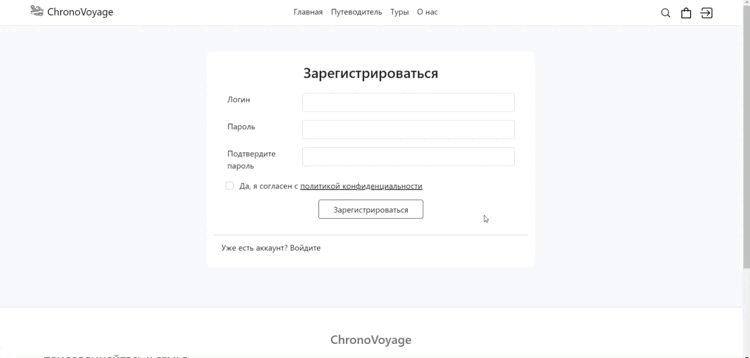 ChronoVoyage
Главная Путеводитель Туры О нас
Зарегистрироваться
Логин
Пароль
Подтвердите
пароль
Да, я согласен с политикой конфиденциальности
Зарегистрироваться
Уже есть аккаунт? Войдите
ChronoVoyage